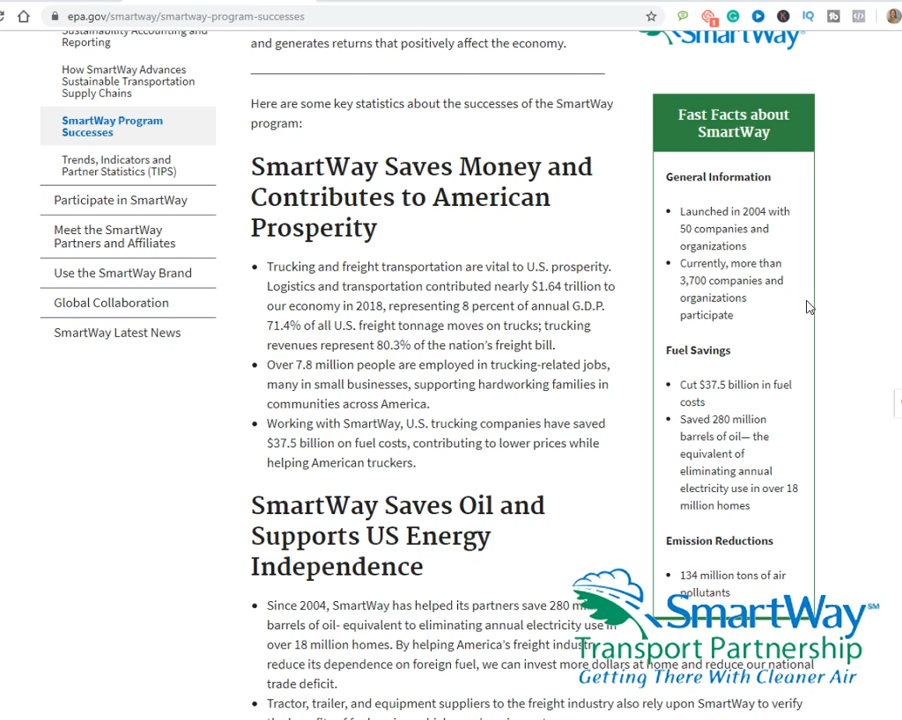 epa.gov/smartway/smartway-program-successes
Sustainability Accounting and
Reporting
How SmartWay Advances
Sustainable Transportation
Supply Chains
SmartWay Program
Successes
Trends, Indicators and
Partner Statistics (TIPS)
Participate in SmartWay
Meet the SmartWay
Partners and Affiliates
Use the SmartWay Brand
Global Collaboration
SmartWay Latest News
and generates returns that positively affect the economy.
Here are some key statistics about the successes of the SmartWay
program:
SmartWay Saves Money and
Contributes to American
Prosperity
• Trucking and freight transportation are vital to U.S. prosperity.
Logistics and transportation contributed nearly $1.64 trillion to
our economy in 2018, representing 8 percent of annual G.D.P.
71.4% of all U.S. freight tonnage moves on trucks; trucking
revenues represent 80.3% of the nation's freight bill.
• Over 7.8 million people are employed in trucking-related jobs,
many in small businesses, supporting hardworking families in
communities across America.
• Working with SmartWay, U.S. trucking companies have saved
$37.5 billion on fuel costs, contributing to lower prices while
helping American truckers.
SmartWay Saves Oil and
Supports US Energy
Independence
• Since 2004, SmartWay has helped its partners save 280
barrels of oil- equivalent to eliminating annual electricity use in
over 18 million homes. By helping America's freight
reduce its dependence on foreign fuel, we can invest more dollars at home and reduce our national
trade deficit.
• Tractor, trailer, and equipment suppliers to the freight industry also rely upon SmartWay to verify
SmartWay
Fast Facts about
SmartWay
General Information
• Launched in 2004 with
50 companies and
organizations
• Currently, more than
3,700 companies and
organizations
participate
Fuel Savings
• Cut $37.5 billion in fuel
costs
• Saved 280 million
barrels of oil— the
equivalent of
eliminating annual
electricity use in over 18
million homes
Emission Reductions
• 134 million tons of air
pollutants
SmartWay℠
Transport Partnership
Getting There With Cleaner Air